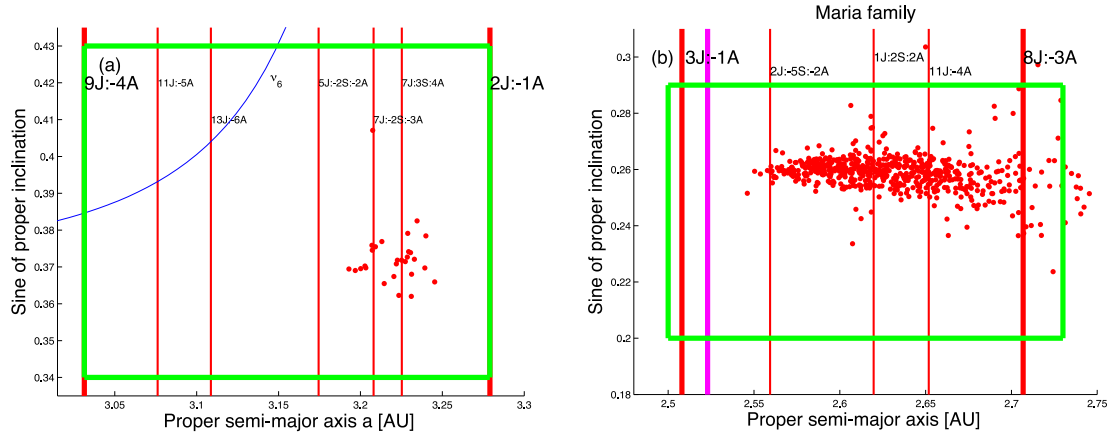 (a)
0.43
0.42
0.41
0.4
0.39
0.38
0.37
0.36
0.35
0.34
Sine of proper inclination
9J:-4A
11J:-5A
13J:-6A
ν6
5J:-2S:-2A
7J:-2S:-3A
7J:3S:4A
2J:-1A
3.05
3.1
3.15
3.2
3.25
3.3
Proper semi-major axis a [AU]
Maria family
(b)
0.3
0.28
0.26
0.24
0.22
0.2
0.18
Sine of proper inclination
3J:-1A
2J:-5S:-2A
1J:2S:2A
11J:-4A
8J:-3A
2,5
2,55
2,6
2,65
2,7
2,75
Proper semi-major axis [AU]